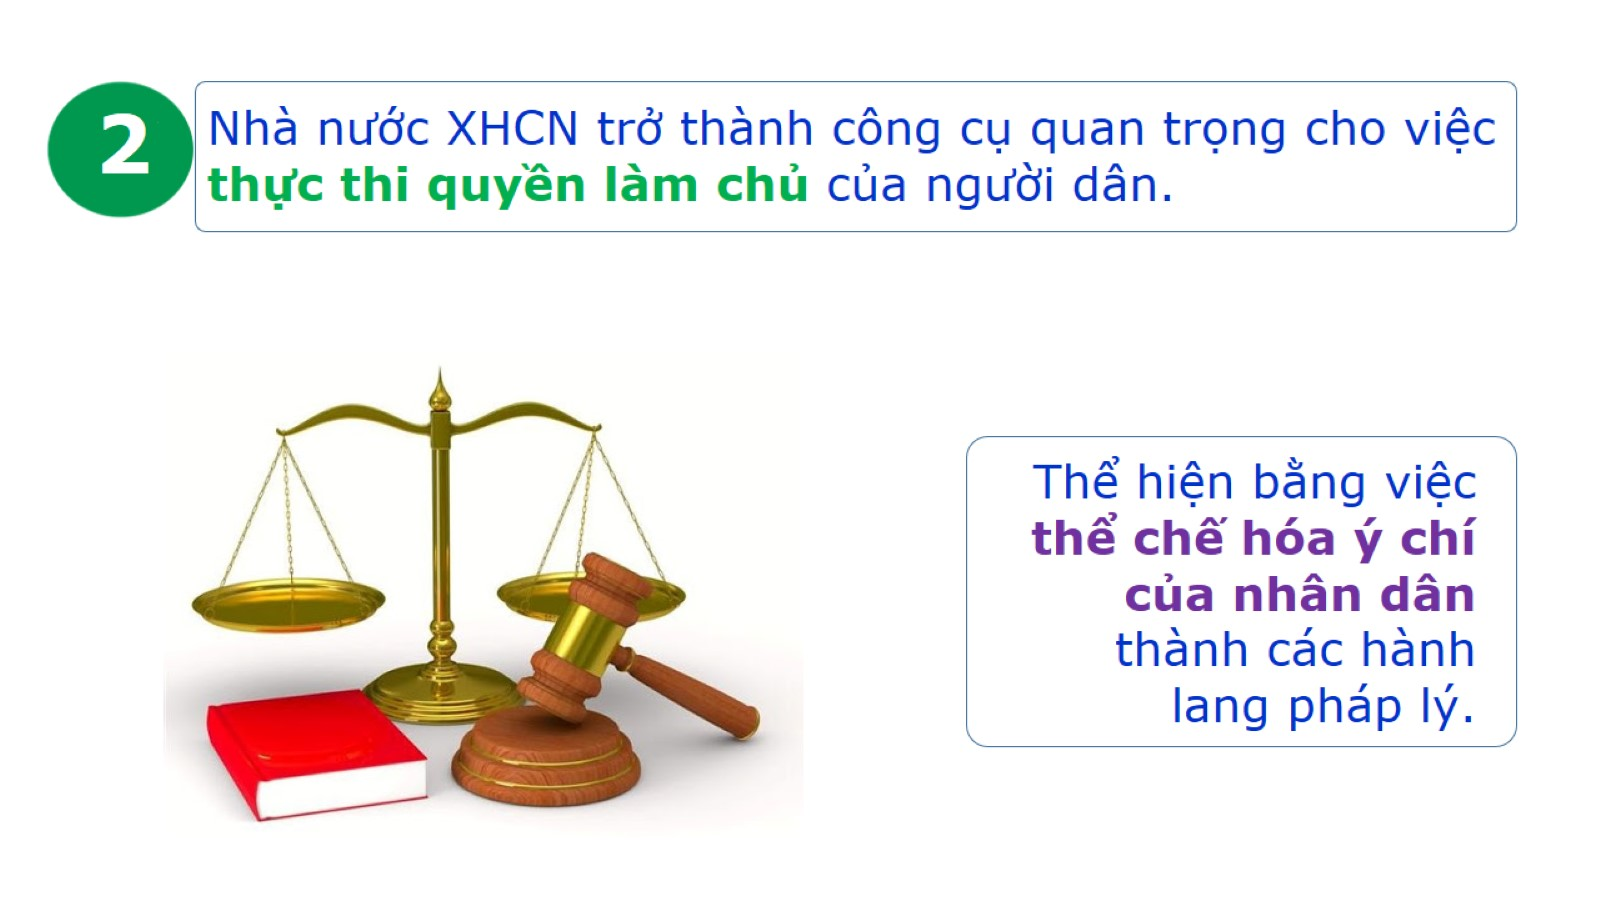 2
Nhà nước XHCN trở thành công cụ quan trọng cho việc
thực thi quyền làm chủ của người dân.
Thể hiện bằng việc
thể chế hóa ý chí
của nhân dân
thành các hành
lang pháp lý.